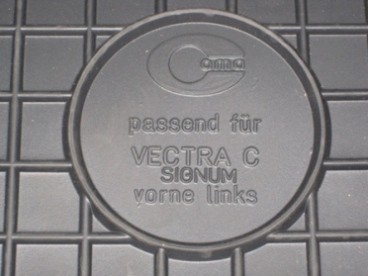 passend für
VECTRA C
SIGNUM
vorne links